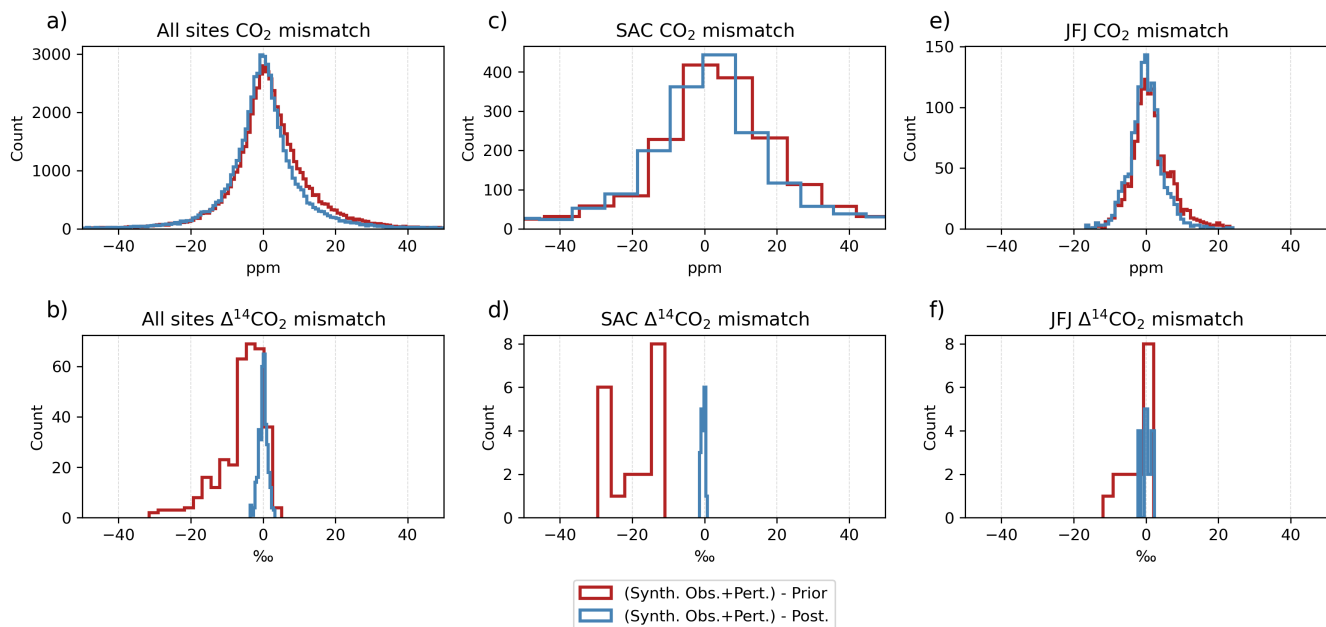 a)
All sites CO₂ mismatch
Count
3000
2000
1000
0
−40 −20 0 20 40
ppm
c)
SAC CO₂ mismatch
Count
400
300
200
100
0
−40 −20 0 20 40
ppm
e)
JFJ CO₂ mismatch
Count
150
100
50
0
−40 −20 0 20 40
ppm
b)
All sites Δ¹⁴CO₂ mismatch
Count
60
40
20
0
−40 −20 0 20 40
‰
d)
SAC Δ¹⁴CO₂ mismatch
Count
8
6
4
2
0
−40 −20 0 20 40
‰
f)
JFJ Δ¹⁴CO₂ mismatch
Count
8
6
4
2
0
−40 −20 0 20 40
‰
(Synth. Obs.+Pert.) - Prior
(Synth. Obs.+Pert.) - Post.